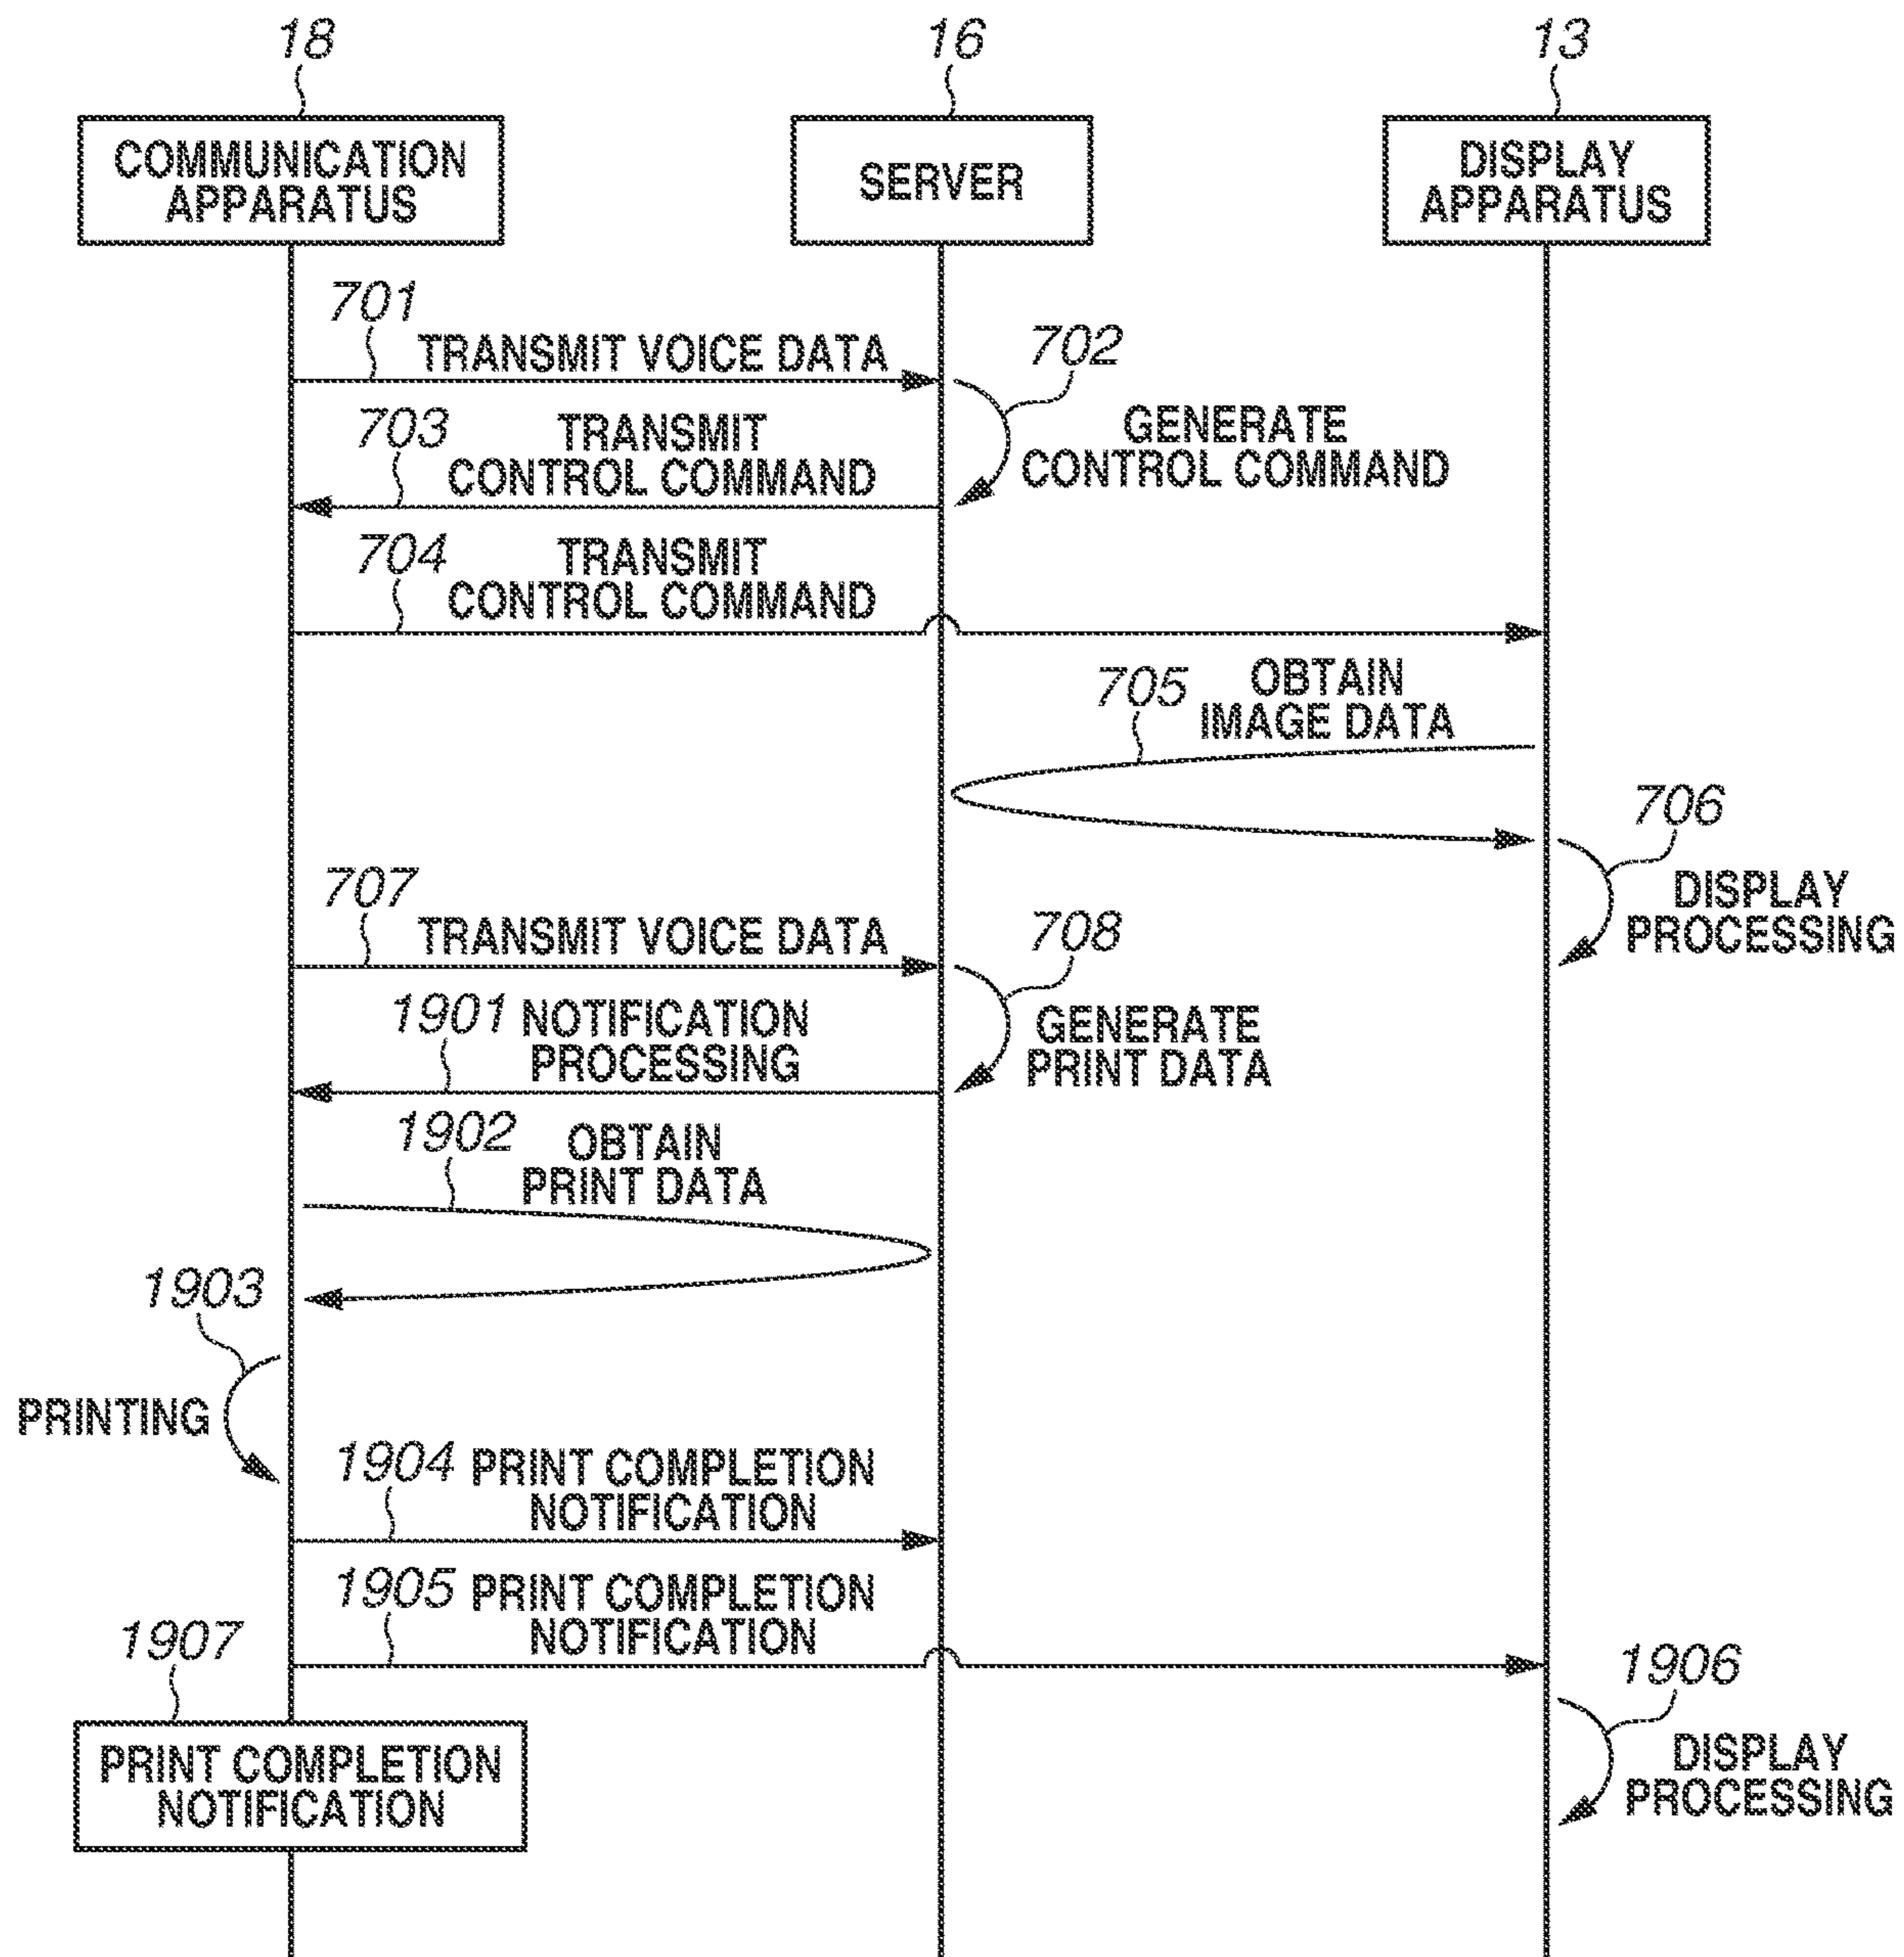 18
16
13
COMMUNICATION
APPARATUS
SERVER
DISPLAY
APPARATUS
701
TRANSMIT VOICE DATA
702
GENERATE
CONTROL COMMAND
703
TRANSMIT
CONTROL COMMAND
704
TRANSMIT
CONTROL COMMAND
705
OBTAIN
IMAGE DATA
706
DISPLAY
PROCESSING
707
TRANSMIT VOICE DATA
708
GENERATE
PRINT DATA
1901
NOTIFICATION
PROCESSING
1902
OBTAIN
PRINT DATA
1903
PRINTING
1904
PRINT COMPLETION
NOTIFICATION
1905
PRINT COMPLETION
NOTIFICATION
1906
DISPLAY
PROCESSING
1907
PRINT COMPLETION
NOTIFICATION